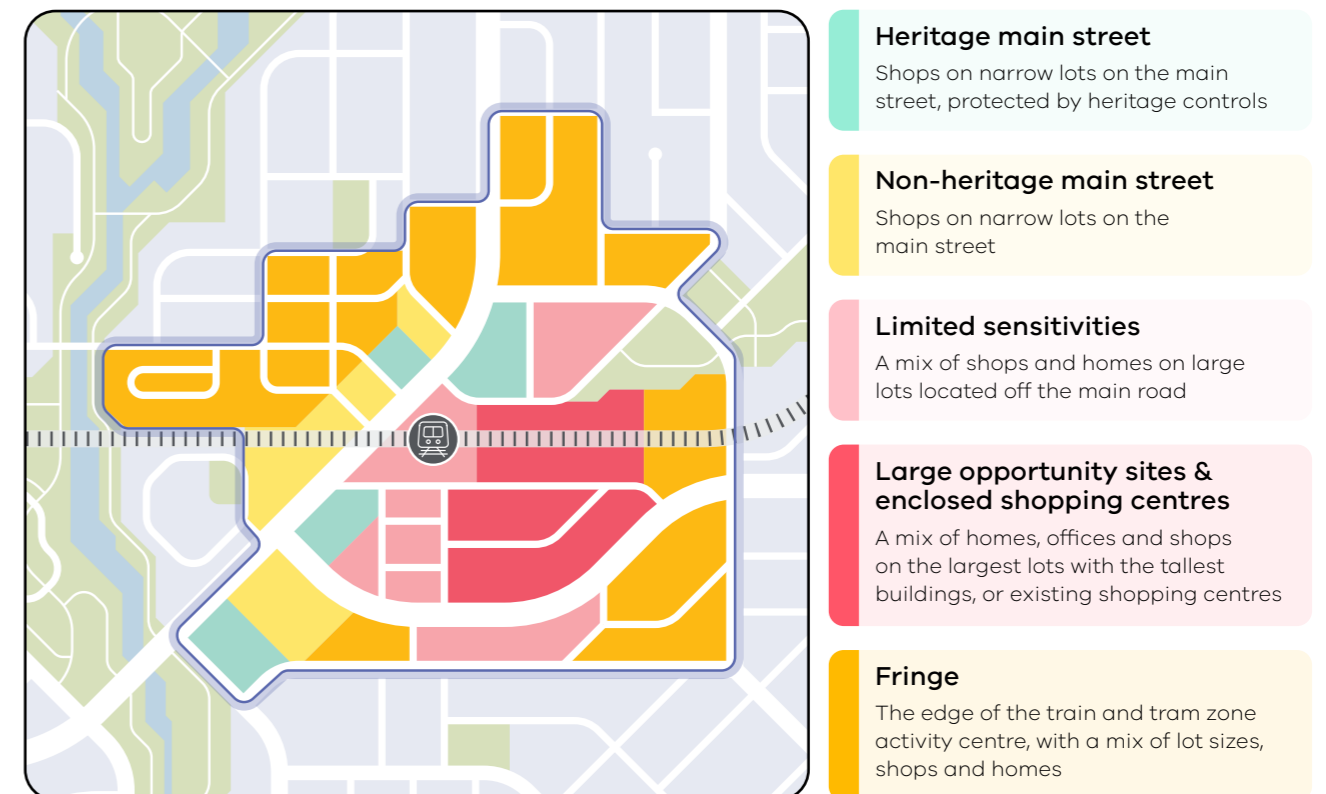 Heritage main street
Shops on narrow lots on the main
street, protected by heritage controls
Non-heritage main street
Shops on narrow lots on the
main street
Limited sensitivities
A mix of shops and homes on large
lots located off the main road
Large opportunity sites &
enclosed shopping centres
A mix of homes, offices and shops
on the largest lots with the tallest
buildings, or existing shopping centres
Fringe
The edge of the train and tram zone
activity centre, with a mix of lot sizes,
shops and homes